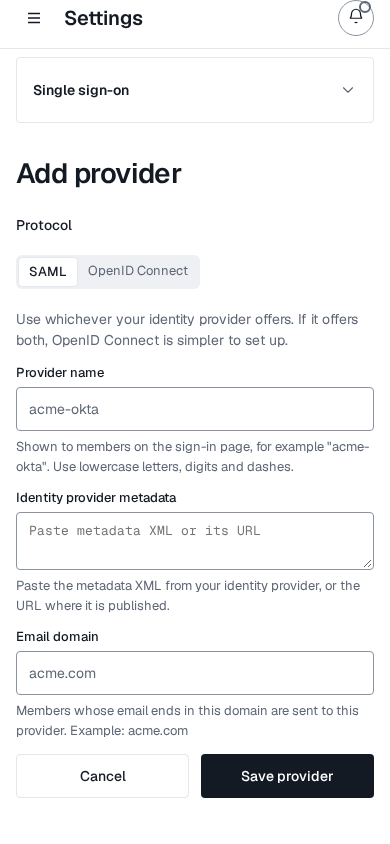 Settings
Single sign-on
Add provider
Protocol
SAML
OpenID Connect
Use whichever your identity provider offers. If it offers
both, OpenID Connect is simpler to set up.
Provider name
acme-okta
Shown to members on the sign-in page, for example "acme-
okta". Use lowercase letters, digits and dashes.
Identity provider metadata
Paste metadata XML or its URL
Paste the metadata XML from your identity provider, or the
URL where it is published.
Email domain
acme.com
Members whose email ends in this domain are sent to this
provider. Example: acme.com
Cancel
Save provider